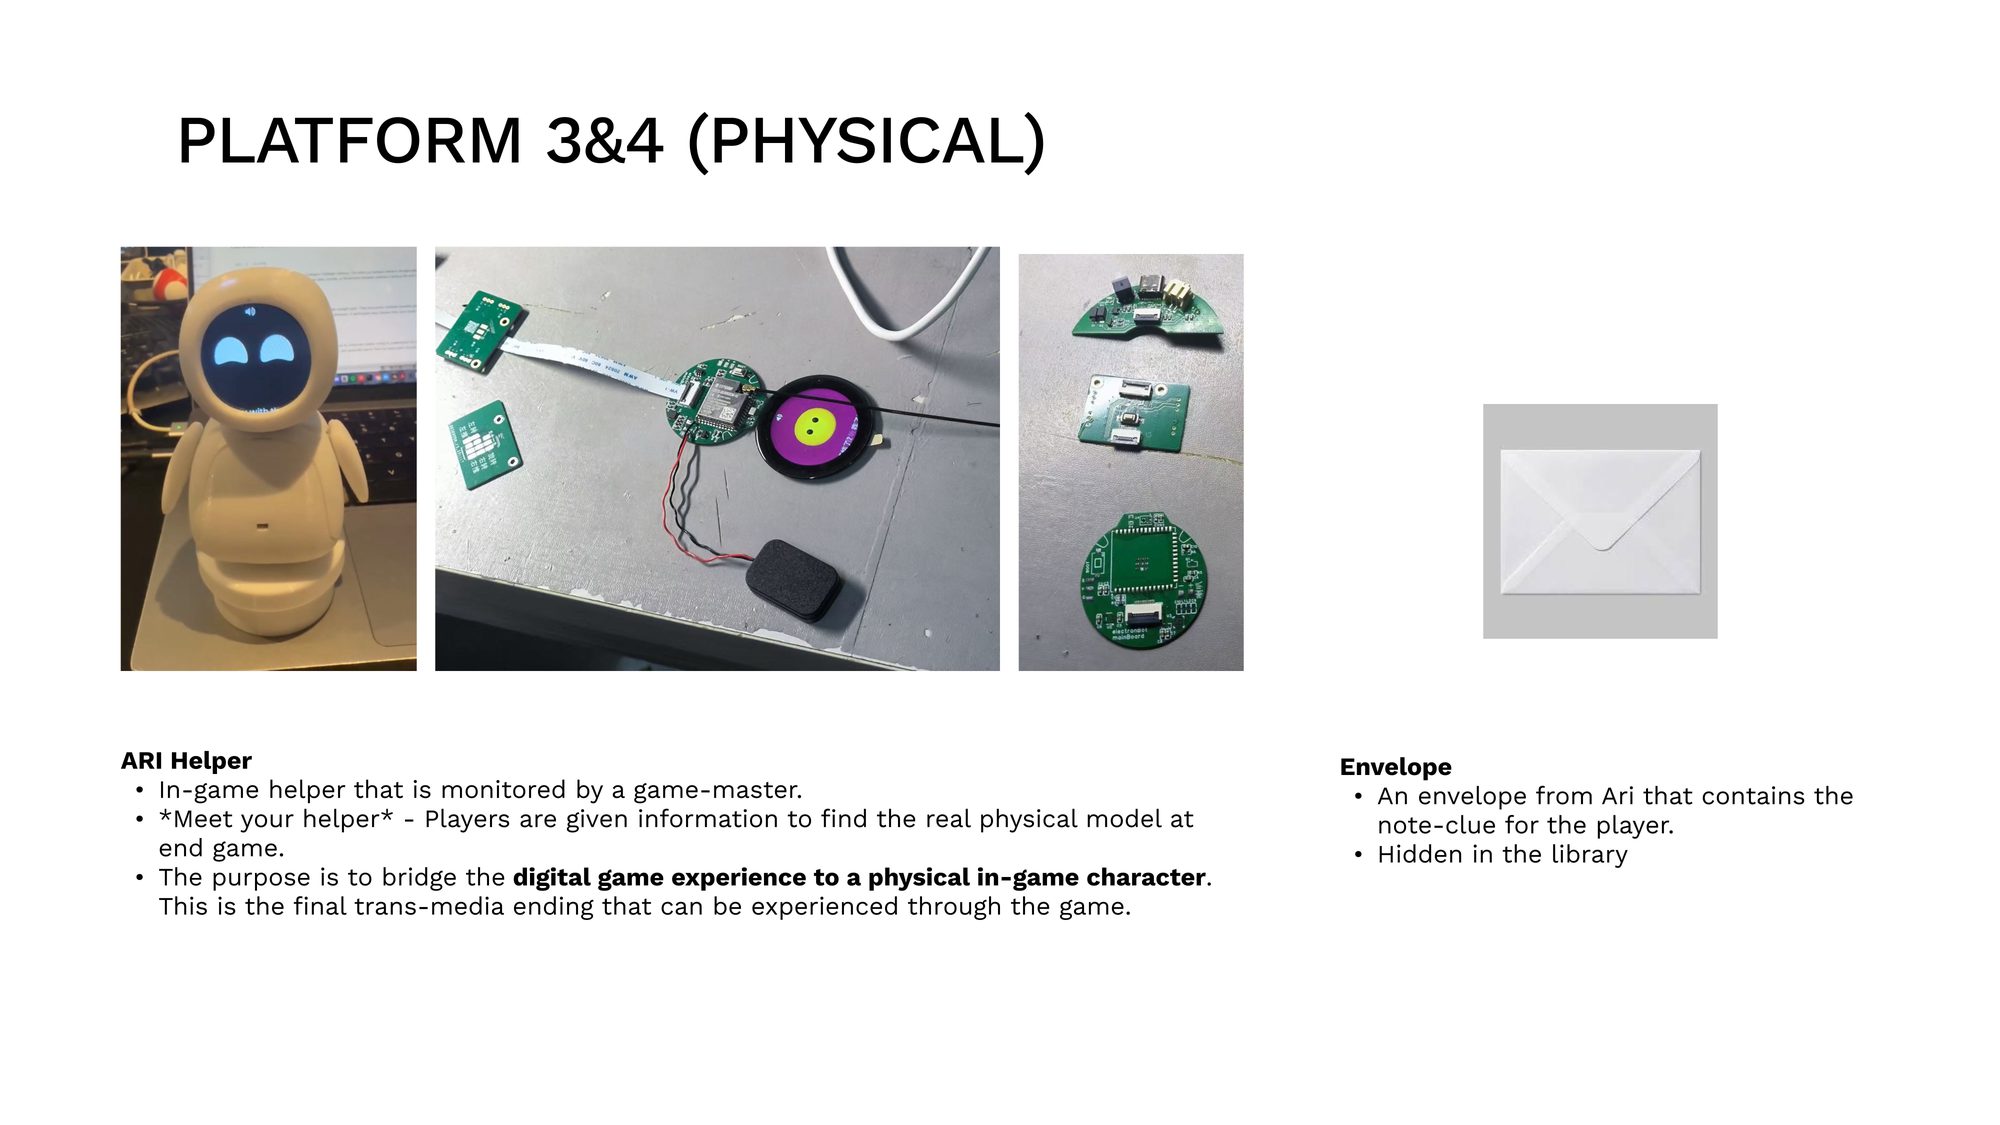 PLATFORM 3&4 (PHYSICAL)
electronBot
mainBoard
ARI Helper
• In-game helper that is monitored by a game-master.
• *Meet your helper* - Players are given information to find the real physical model at
end game.
• The purpose is to bridge the digital game experience to a physical in-game character.
This is the final trans-media ending that can be experienced through the game.
Envelope
• An envelope from Ari that contains the
note-clue for the player.
• Hidden in the library